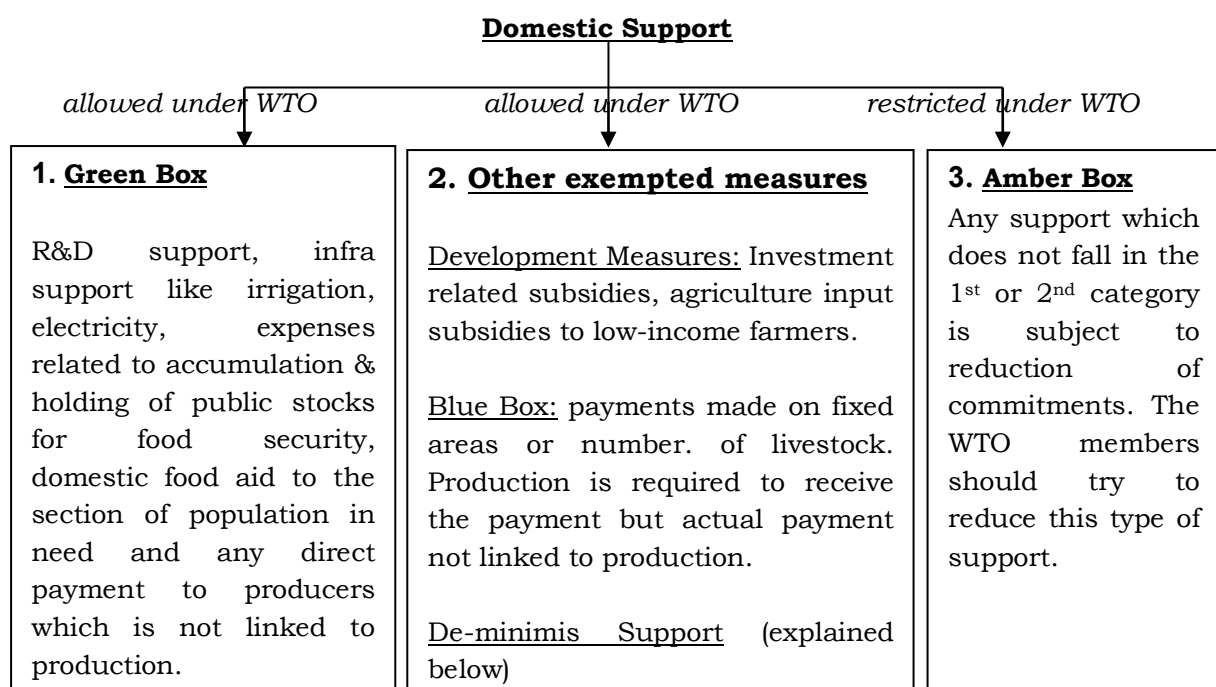 Domestic Support
allowed under WTO
allowed under WTO
restricted under WTO
1. Green Box
R&D support, infra
support like irrigation,
electricity, expenses
related to accumulation &
holding of public stocks
for food security,
domestic food aid to the
section of population in
need and any direct
payment to producers
which is not linked to
production.
2. Other exempted measures
Development Measures: Investment
related subsidies, agriculture input
subsidies to low-income farmers.
Blue Box: payments made on fixed
areas or number. of livestock.
Production is required to receive
the payment but actual payment
not linked to production.
De-minimis Support (explained
below)
3. Amber Box
Any support which
does not fall in the
1st or 2nd category
is subject to
reduction of
commitments. The
WTO members
should try to
reduce this type of
support.